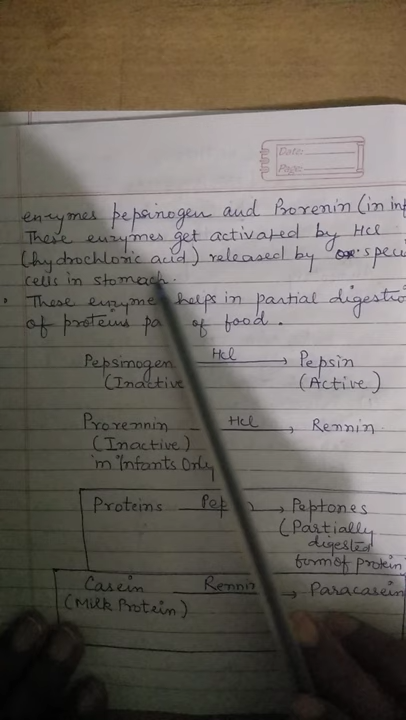 Date:
Page:
enzymes pepsinogen and Prorenin (in inf
These enzymes get activated by Hcl
(hydrochloric acid) released by speci
cells in stomach.
These enzymes helps in partial digestio
of proteins pa of food.
Pepsinogen Hcl → Pepsin
(Inactive (Active)
Prorennin Hcl → Rennin
(Inactive)
in Infants Only
Proteins Pep → Peptones
(Partially
digested
form of protein
Casein Rennin → Paracasein
(Milk Protein)